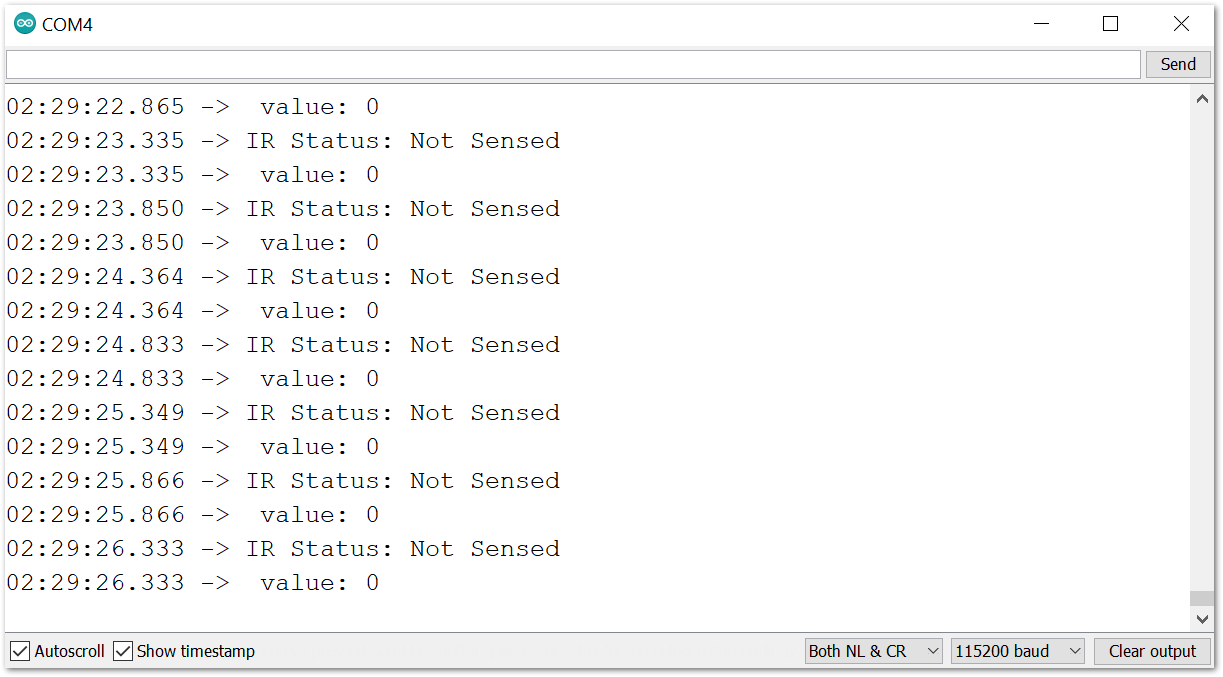 COM4
Send
02:29:22.865 ->  value: 0
02:29:23.335 -> IR Status: Not Sensed
02:29:23.335 ->  value: 0
02:29:23.850 -> IR Status: Not Sensed
02:29:23.850 ->  value: 0
02:29:24.364 -> IR Status: Not Sensed
02:29:24.364 ->  value: 0
02:29:24.833 -> IR Status: Not Sensed
02:29:24.833 ->  value: 0
02:29:25.349 -> IR Status: Not Sensed
02:29:25.349 ->  value: 0
02:29:25.866 -> IR Status: Not Sensed
02:29:25.866 ->  value: 0
02:29:26.333 -> IR Status: Not Sensed
02:29:26.333 ->  value: 0
Autoscroll Show timestamp Both NL & CR 115200 baud Clear output